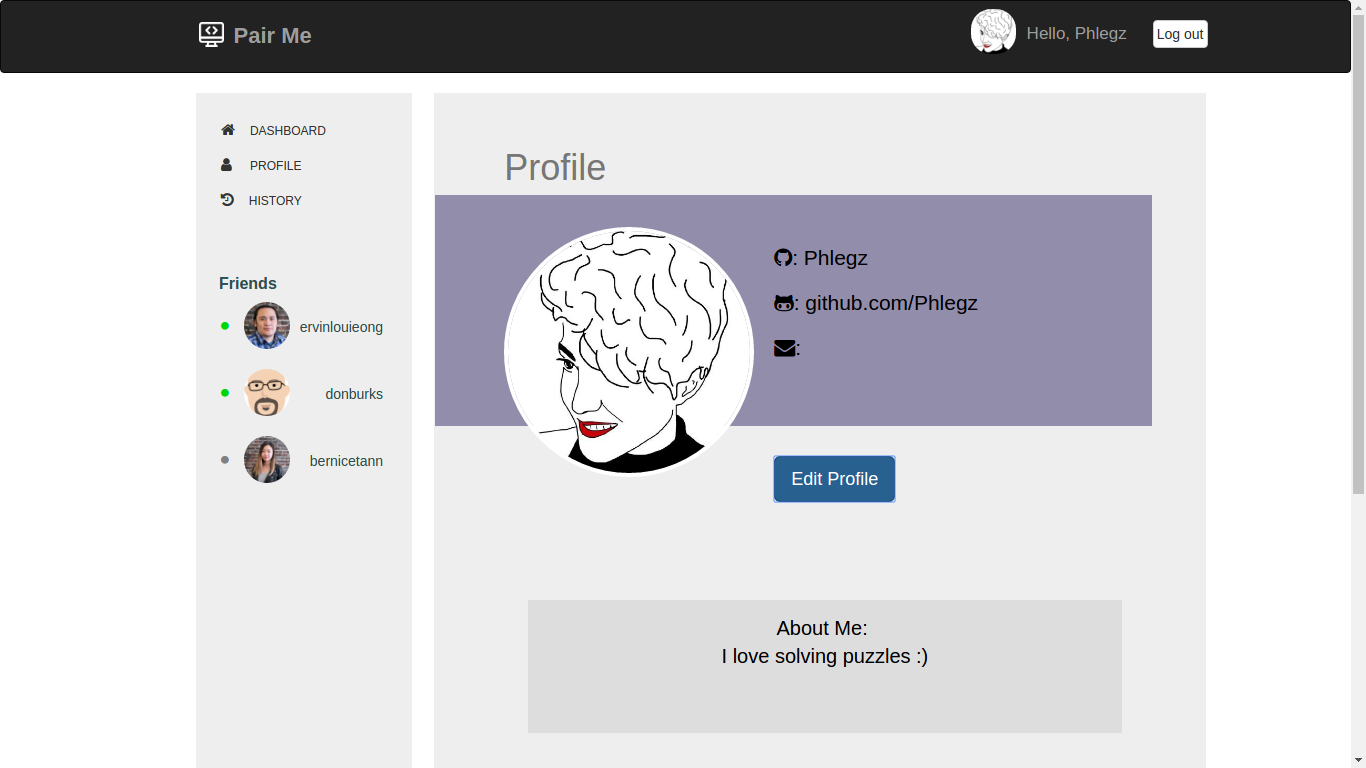 Pair Me
Hello, Phlegz
Log out
DASHBOARD
PROFILE
HISTORY
Friends
ervinlouieong
donburks
bernicetann
Profile
: Phlegz
: github.com/Phlegz
:
Edit Profile
About Me:
I love solving puzzles :)